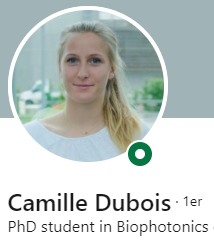 Camille Dubois · 1er
PhD student in Biophotonics